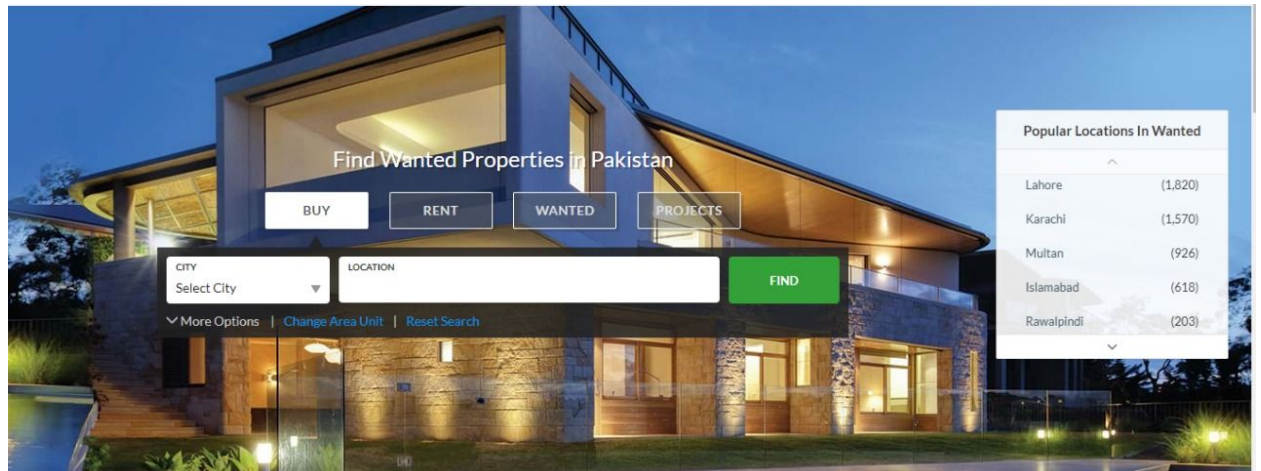 Find Wanted Properties in Pakistan
BUY RENT WANTED PROJECTS
CITY LOCATION
Select City
FIND
More Options | Change Area Unit | Reset Search
Popular Locations In Wanted
Lahore (1,820)
Karachi (1,570)
Multan (926)
Islamabad (618)
Rawalpindi (203)